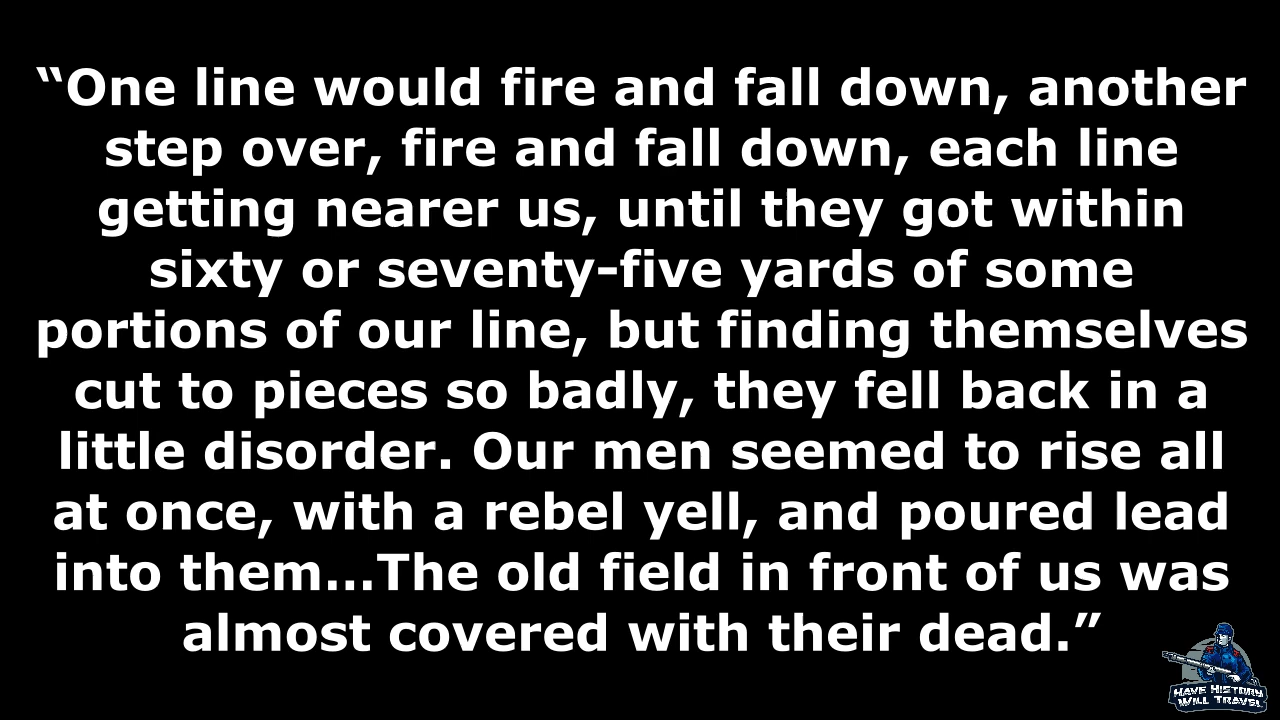 “One line would fire and fall down, another
step over, fire and fall down, each line
getting nearer us, until they got within
sixty or seventy-five yards of some
portions of our line, but finding themselves
cut to pieces so badly, they fell back in a
little disorder. Our men seemed to rise all
at once, with a rebel yell, and poured lead
into them...The old field in front of us was
almost covered with their dead.”
HAVE HISTORY
WILL TRAVEL